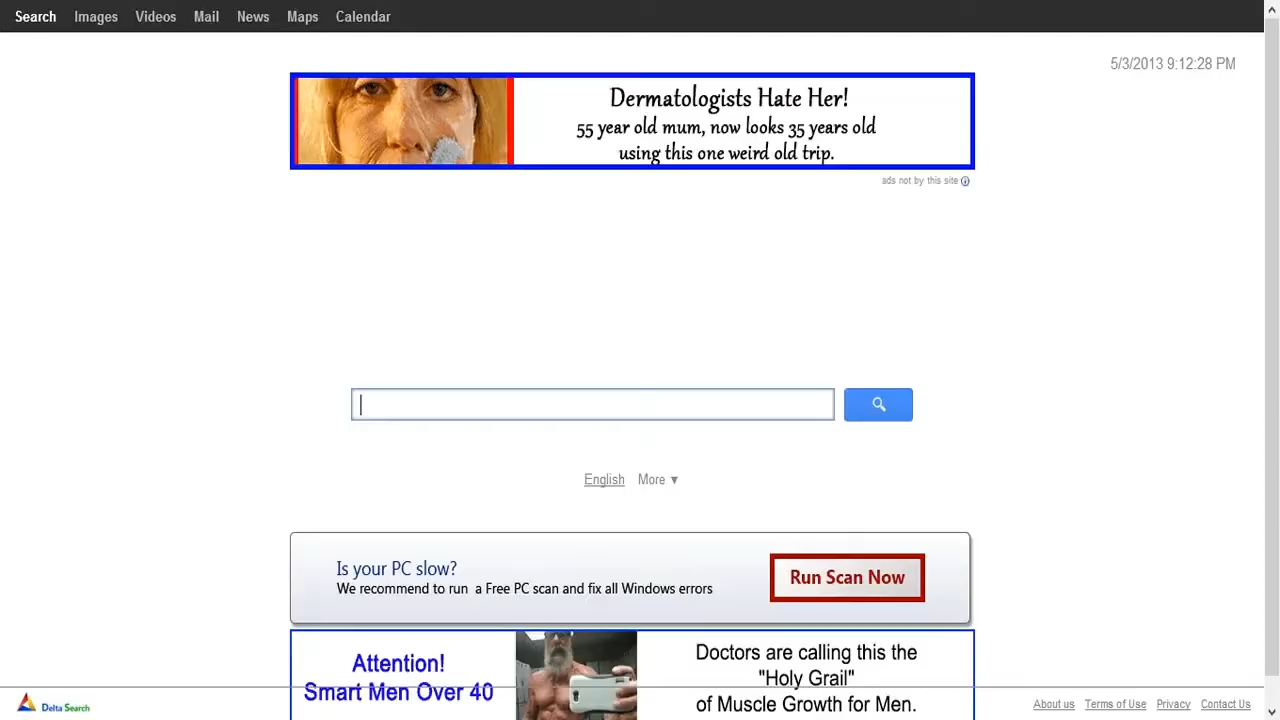 Search Images Videos Mail News Maps Calendar
5/3/2013 9:12:28 PM
Dermatologists Hate Her!
55 year old mum, now looks 35 years old
using this one weird old trip.
ads not by this site
English More ▼
Is your PC slow?
We recommend to run a Free PC scan and fix all Windows errors
Run Scan Now
Attention!
Smart Men Over 40
Doctors are calling this the
"Holy Grail"
of Muscle Growth for Men.
Delta Search
About us Terms of Use Privacy Contact Us